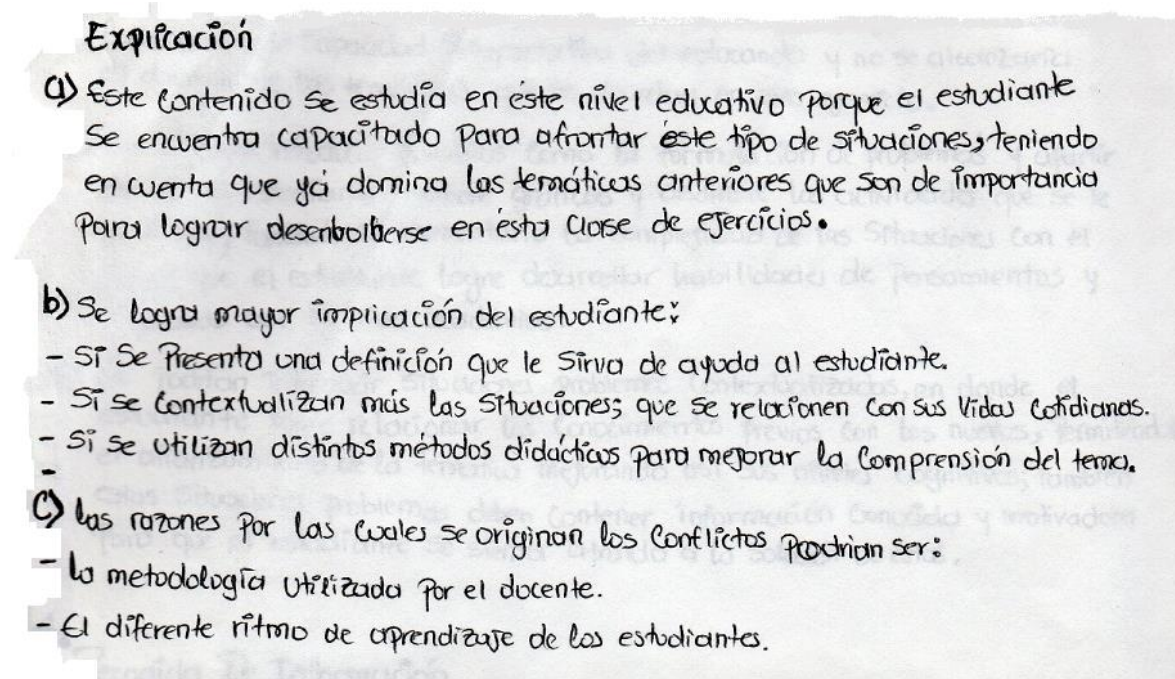 Explicación
a) Este contenido se estudia en este nivel educativo porque el estudiante
se encuentra capacitado para afrontar éste tipo de situaciones, teniendo
en cuenta que yá domina las temáticas anteriores que son de importancia
para lograr desenbolberse en ésta clase de ejercicios.
b) Se logra mayor implicación del estudiante:
- Si se presenta una definición que le sirva de ayuda al estudiante.
- Si se contextualizan más las situaciones; que se relacionen con sus vidas cotidianas.
- Si se utilizan distintos métodos didácticos para mejorar la comprensión del tema.
-
c) las razones por las cuales se originan los conflictos podrian ser:
- la metodología utilizada por el docente.
- El diferente ritmo de aprendizaje de los estudiantes.